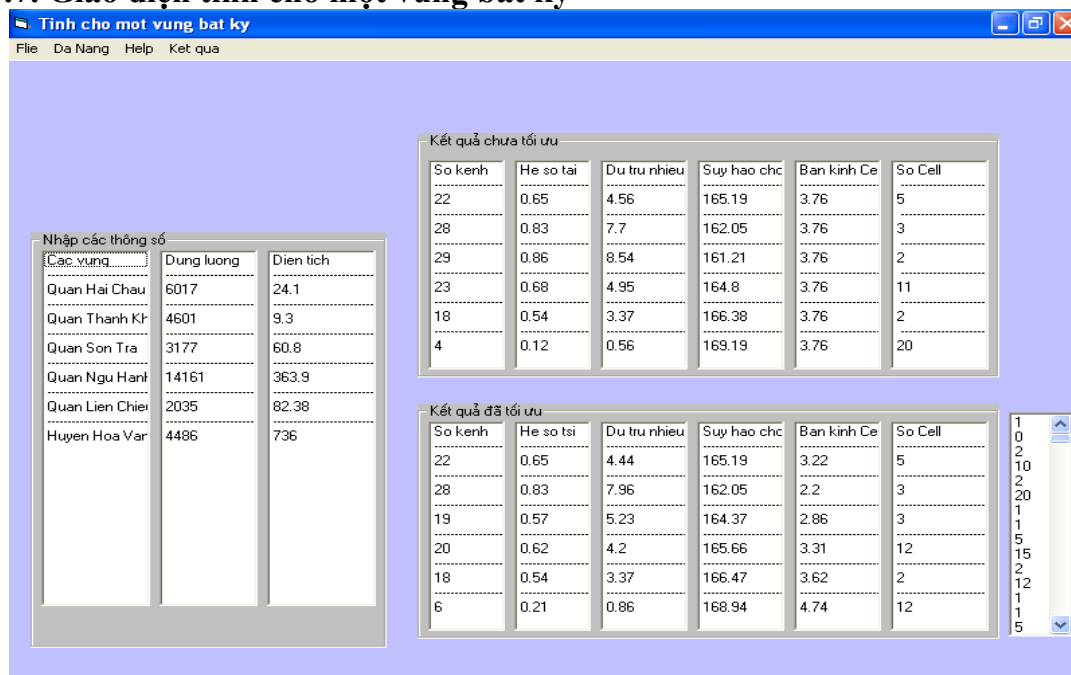 .7. Giao diện tính cho một vùng bất kỳ
Tinh cho mot vung bat ky
Flie Da Nang Help Ket qua
Kết quả chưa tối ưu
So kenh He so tai Du tru nhieu Suy hao cho Ban kinh Ce So Cell
22 0.65 4.56 165.19 3.76 5
28 0.83 7.7 162.05 3.76 3
29 0.86 8.54 161.21 3.76 2
23 0.68 4.95 164.8 3.76 11
18 0.54 3.37 166.38 3.76 2
4 0.12 0.56 169.19 3.76 20
Nhập các thông số
Cac vung Dung luong Dien tich
Quan Hai Chau 6017 24.1
Quan Thanh Kh 4601 9.3
Quan Son Tra 3177 60.8
Quan Ngu Hanh 14161 363.9
Quan Lien Chieu 2035 82.38
Huyen Hoa Van 4486 736
Kết quả đã tối ưu
So kenh He so tsi Du tru nhieu Suy hao cho Ban kinh Ce So Cell
22 0.65 4.44 165.19 3.22 5
28 0.83 7.96 162.05 2.2 3
19 0.57 5.23 164.37 2.86 3
20 0.62 4.2 165.66 3.31 12
18 0.54 3.37 166.47 3.62 2
6 0.21 0.86 168.94 4.74 12
1
0
2
10
2
20
1
1
5
15
2
12
1
1
5